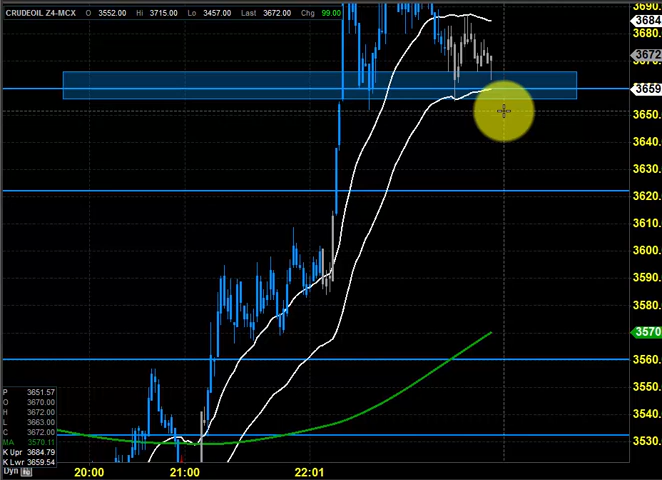 CRUDEOIL Z4-MCX O 3552.00 Hi 3715.00 Lo 3457.00 Last 3672.00 Chg 99.00
3690.
3684
3680.
3672
3670.
3659
3650.
3640.
3630.
3620.
3610.
3600.
3590.
3580.
3570
3560.
3550.
3540.
3530.
P 3651.57
O 3670.00
H 3672.00
L 3663.00
C 3672.00
MA 3570.11
K Upr 3684.79
K Lwr 3659.54
Dyn 20:00 21:00 22:01